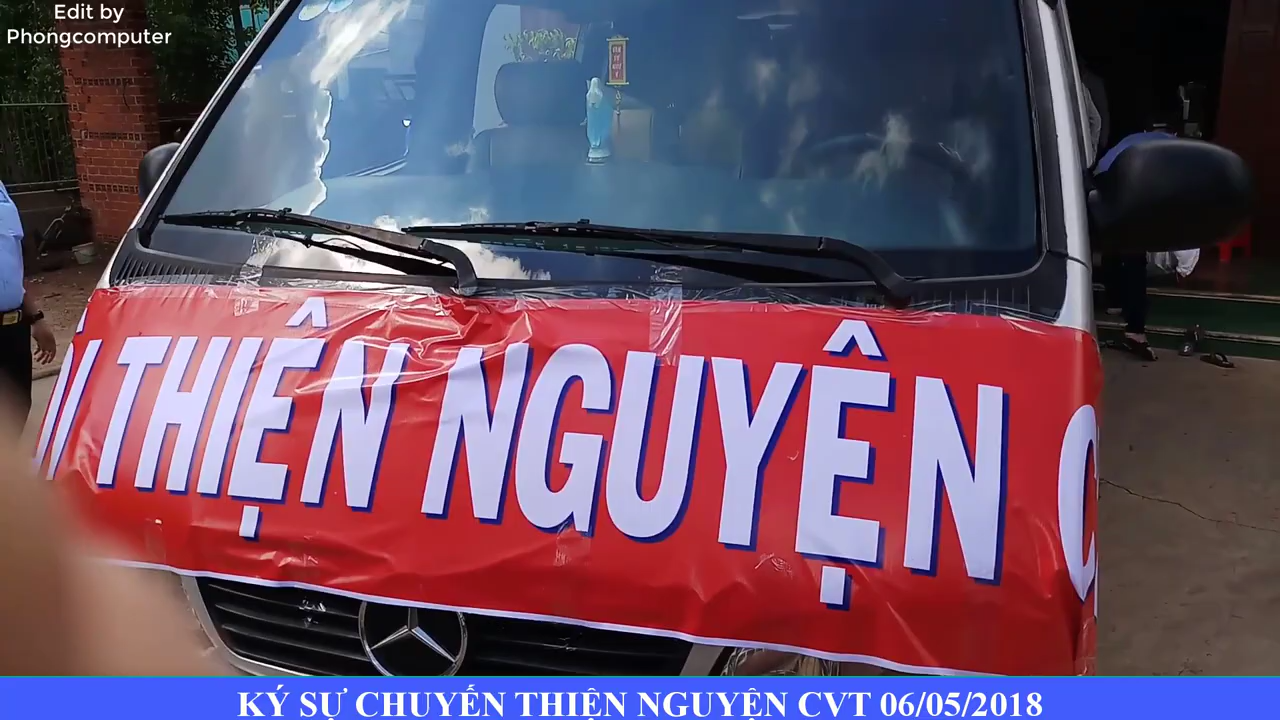 Edit by
Phongcomputer
THIỆN NGUYỆN
KÝ SỰ CHUYẾN THIỆN NGUYỆN CVT 06/05/2018